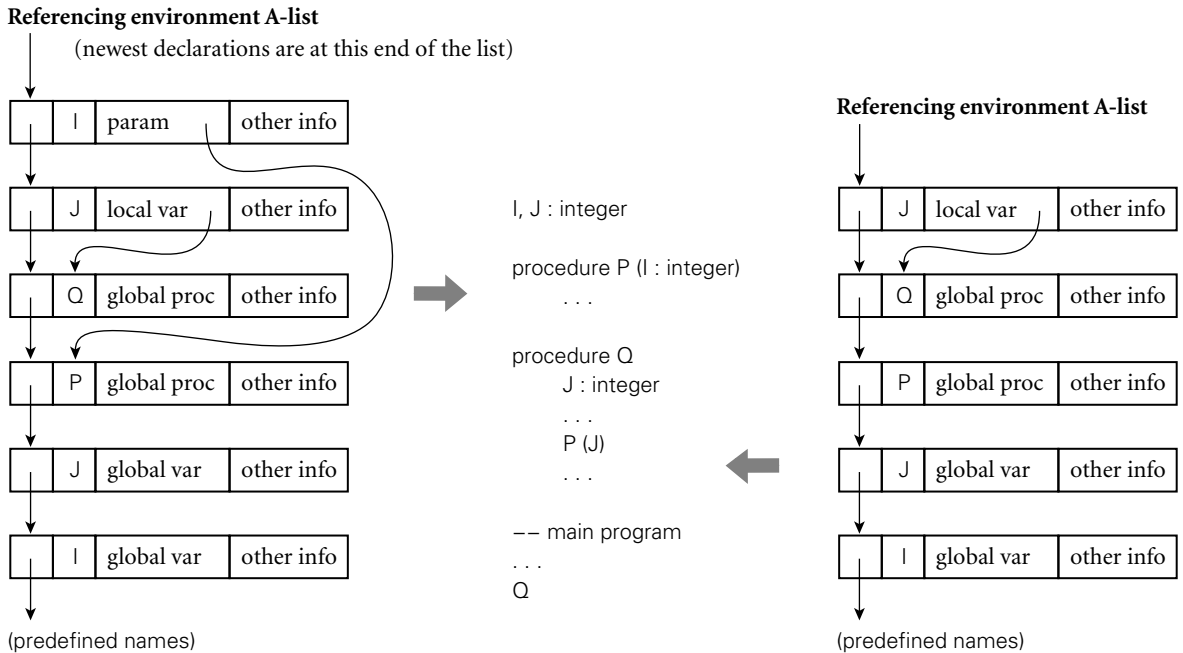 Referencing environment A-list
(newest declarations are at this end of the list)
I param other info
J local var other info
Q global proc other info
P global proc other info
J global var other info
I global var other info
(predefined names)
I, J : integer
procedure P (I : integer)
. . .
procedure Q
J : integer
. . .
P (J)
. . .
−− main program
. . .
Q
Referencing environment A-list
J local var other info
Q global proc other info
P global proc other info
J global var other info
I global var other info
(predefined names)